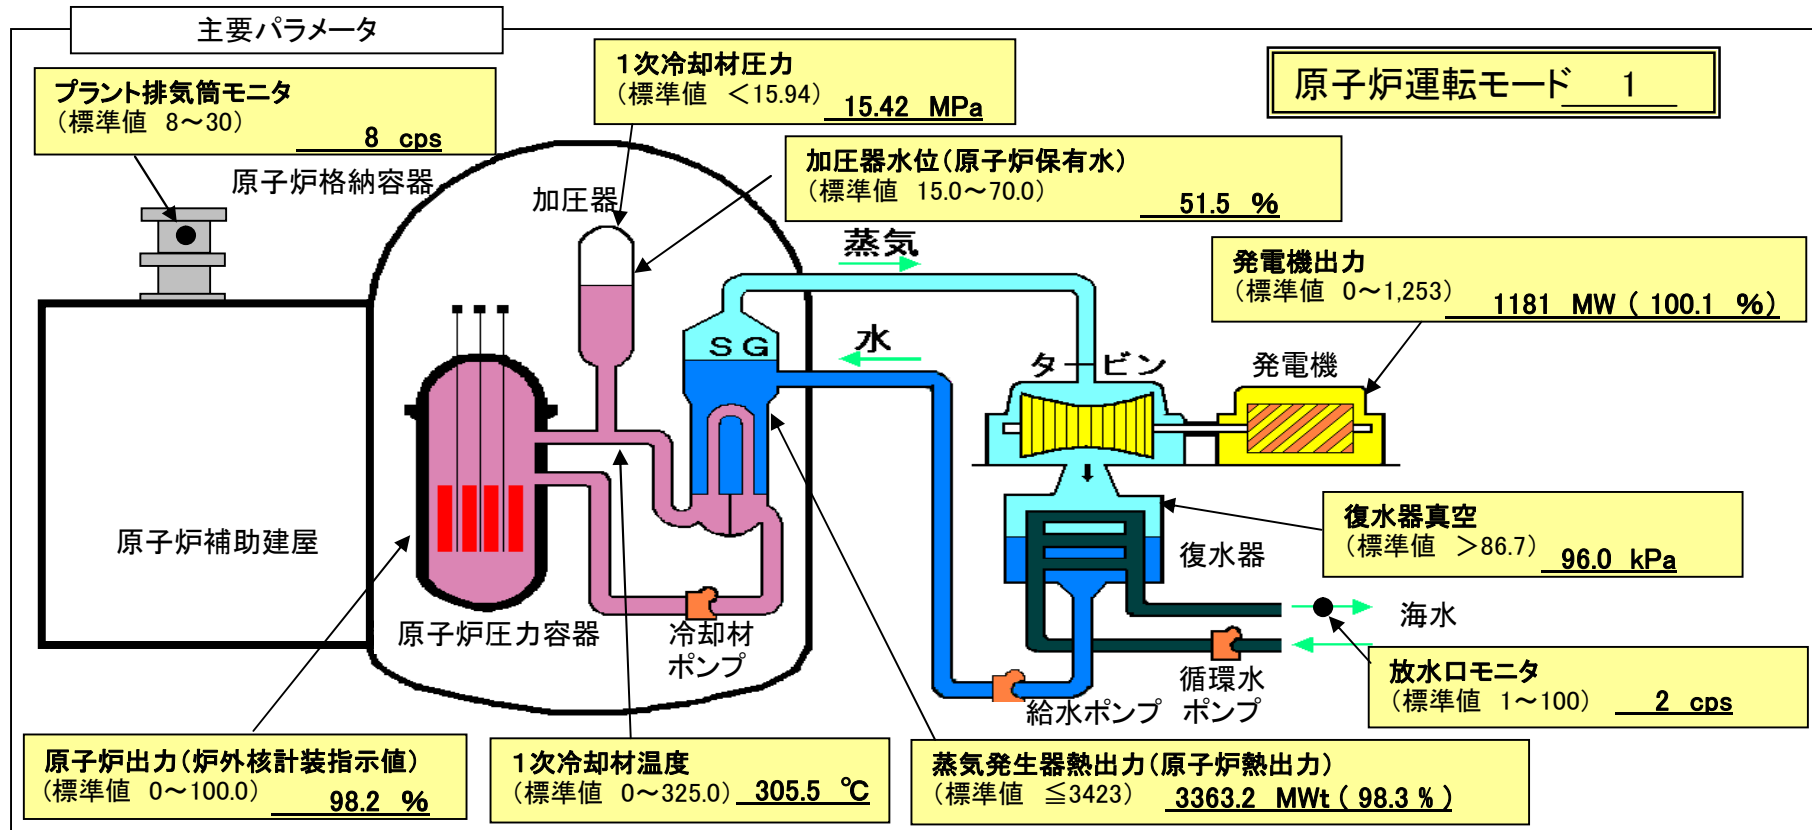 主要パラメータ
プラント排気筒モニタ
(標準値 8～30) 8 cps
1次冷却材圧力
(標準値 ＜15.94) 15.42 MPa
原子炉運転モード 1
加圧器水位(原子炉保有水)
(標準値 15.0～70.0) 51.5 %
原子炉格納容器
加圧器
蒸気
発電機出力
(標準値 0～1,253) 1181 MW ( 100.1 %)
SG
水
タービン
発電機
復水器真空
(標準値 ＞86.7) 96.0 kPa
原子炉補助建屋
復水器
海水
原子炉圧力容器
冷却材
ポンプ
循環水
ポンプ
給水ポンプ
放水口モニタ
(標準値 1～100) 2 cps
原子炉出力(炉外核計装指示値)
(標準値 0～100.0) 98.2 %
1次冷却材温度
(標準値 0～325.0) 305.5 ℃
蒸気発生器熱出力(原子炉熱出力)
(標準値 ≦3423) 3363.2 MWt ( 98.3 % )